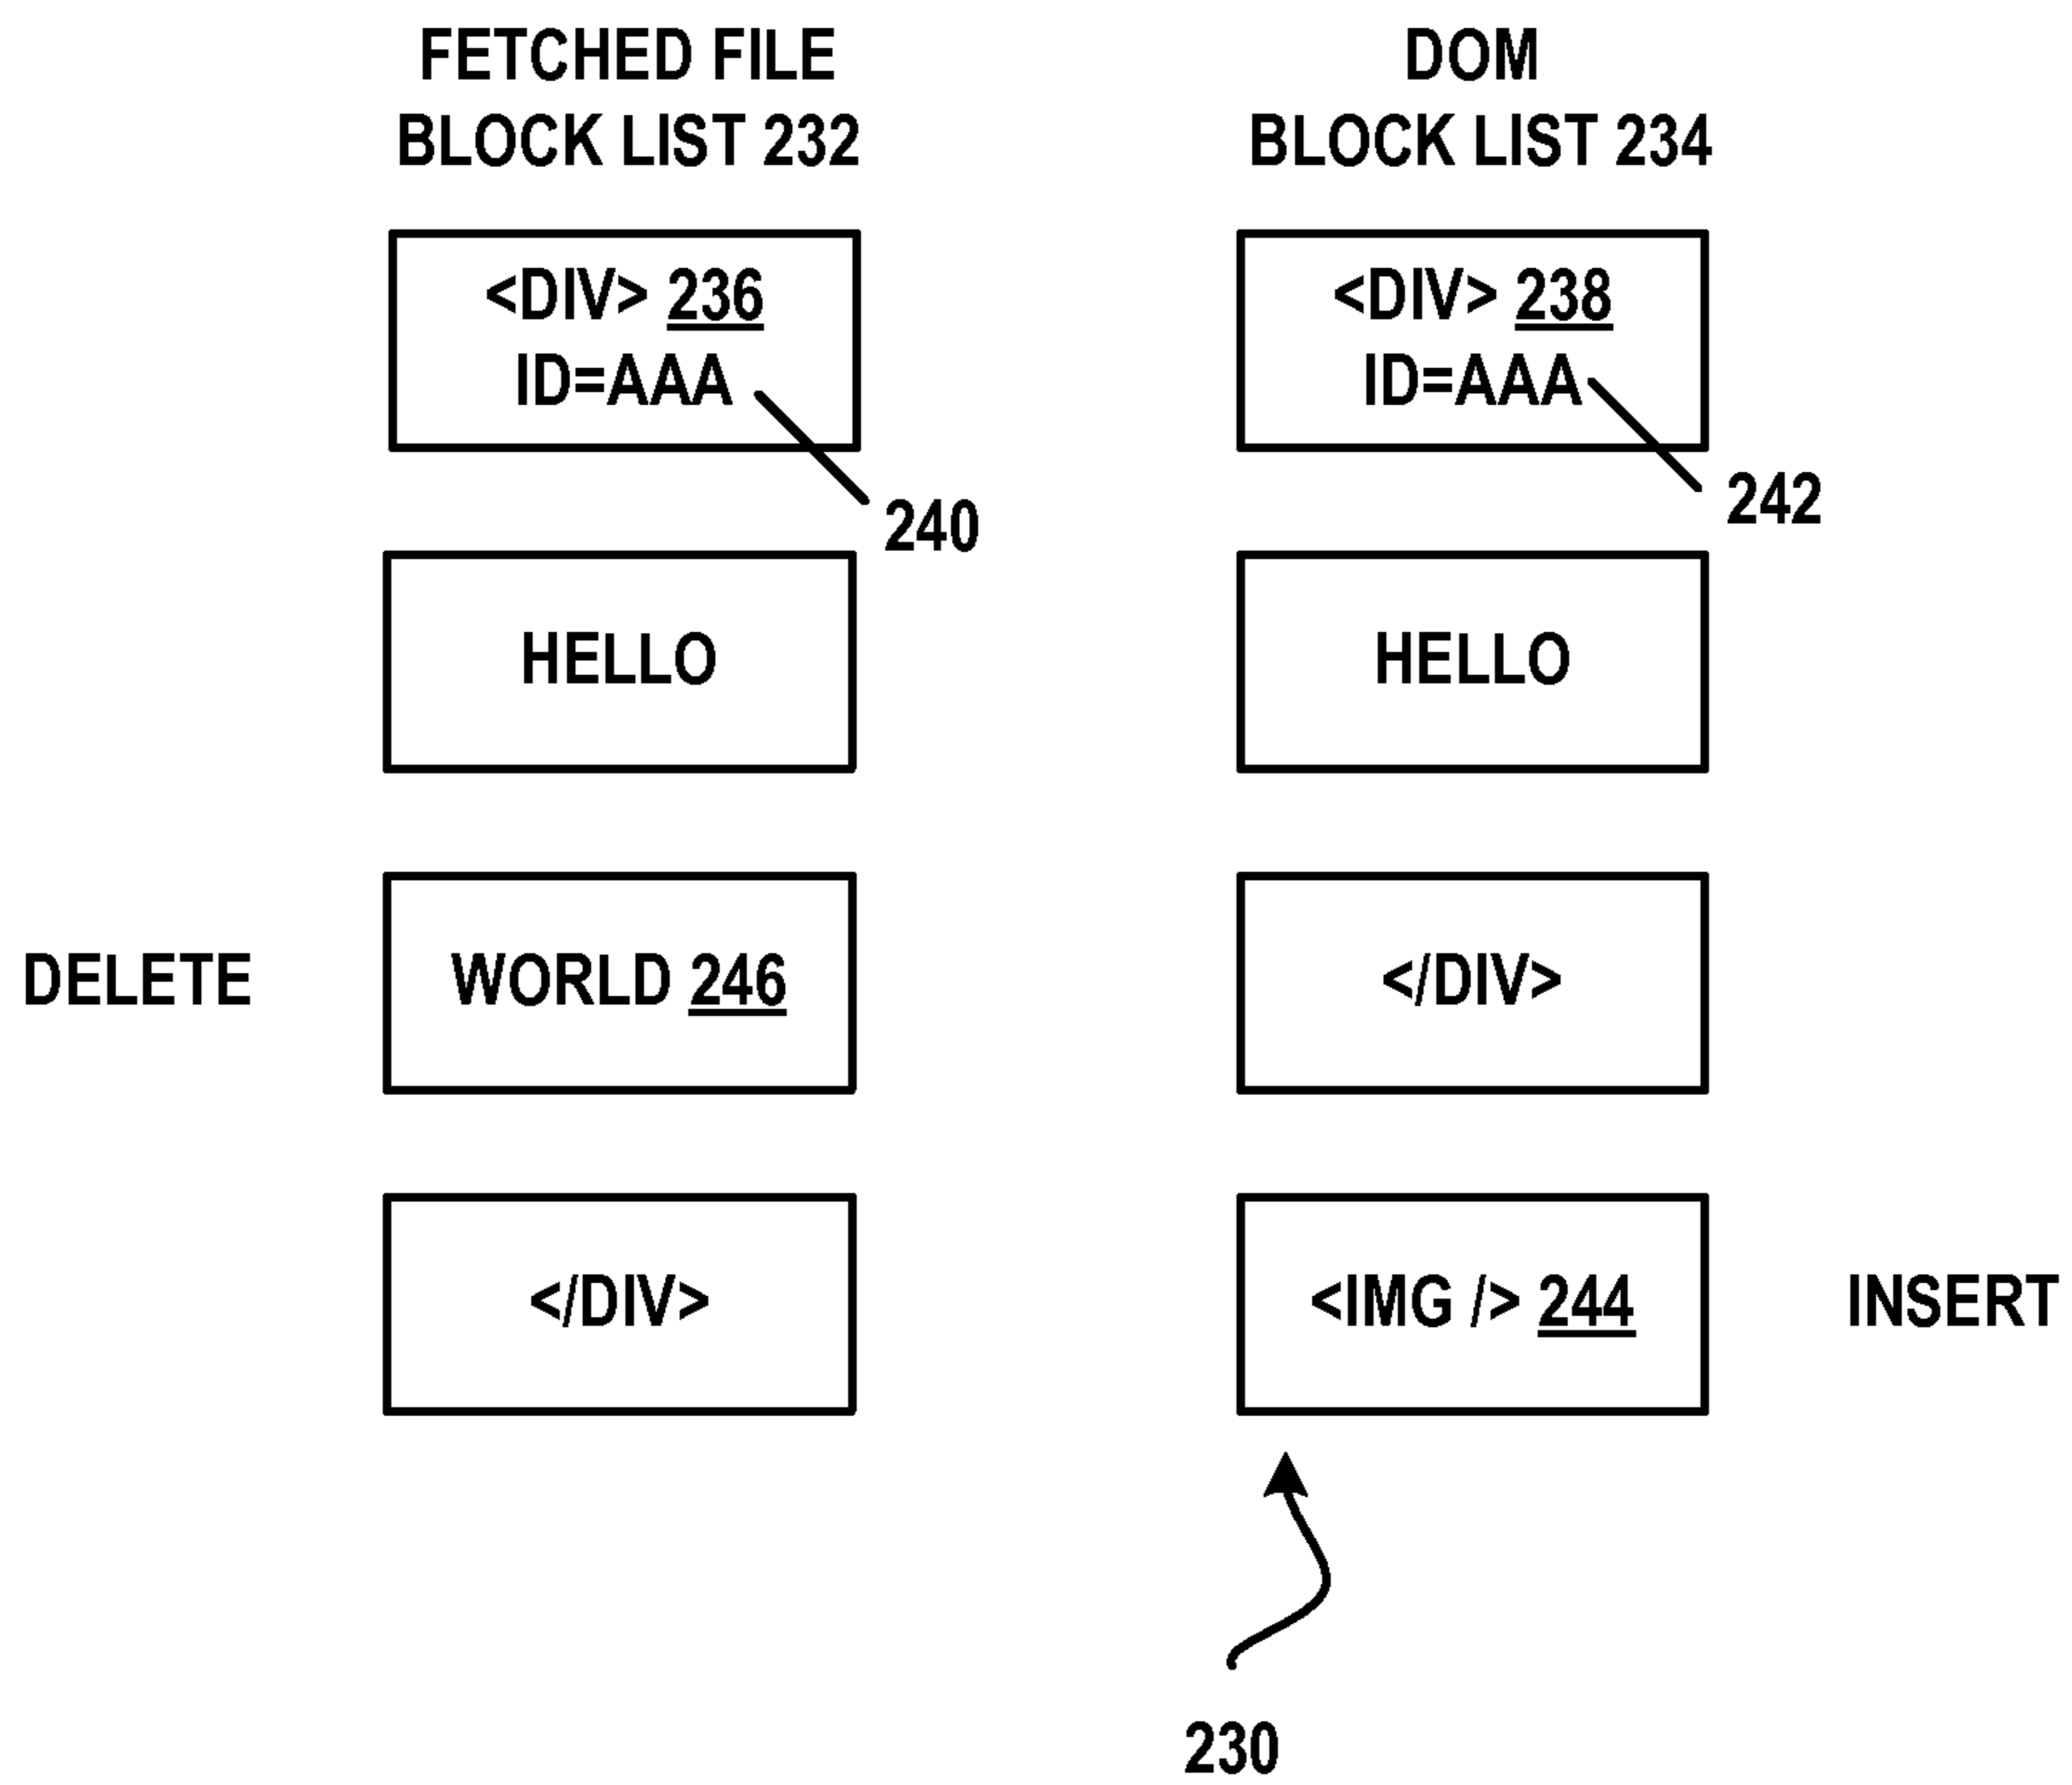 FETCHED FILE
BLOCK LIST 232
DOM
BLOCK LIST 234
<DIV> 236
ID=AAA
240
<DIV> 238
ID=AAA
242
HELLO
HELLO
DELETE
WORLD 246
</DIV>
</DIV>
<IMG /> 244
INSERT
230